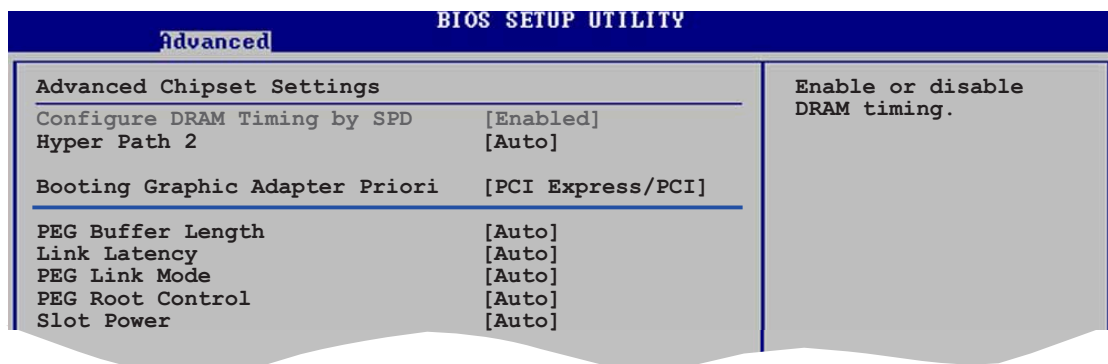 BIOS SETUP UTILITY
Advanced
Advanced Chipset Settings
Configure DRAM Timing by SPD [Enabled]
Hyper Path 2 [Auto]
Booting Graphic Adapter Priori [PCI Express/PCI]
PEG Buffer Length [Auto]
Link Latency [Auto]
PEG Link Mode [Auto]
PEG Root Control [Auto]
Slot Power [Auto]
Enable or disable
DRAM timing.